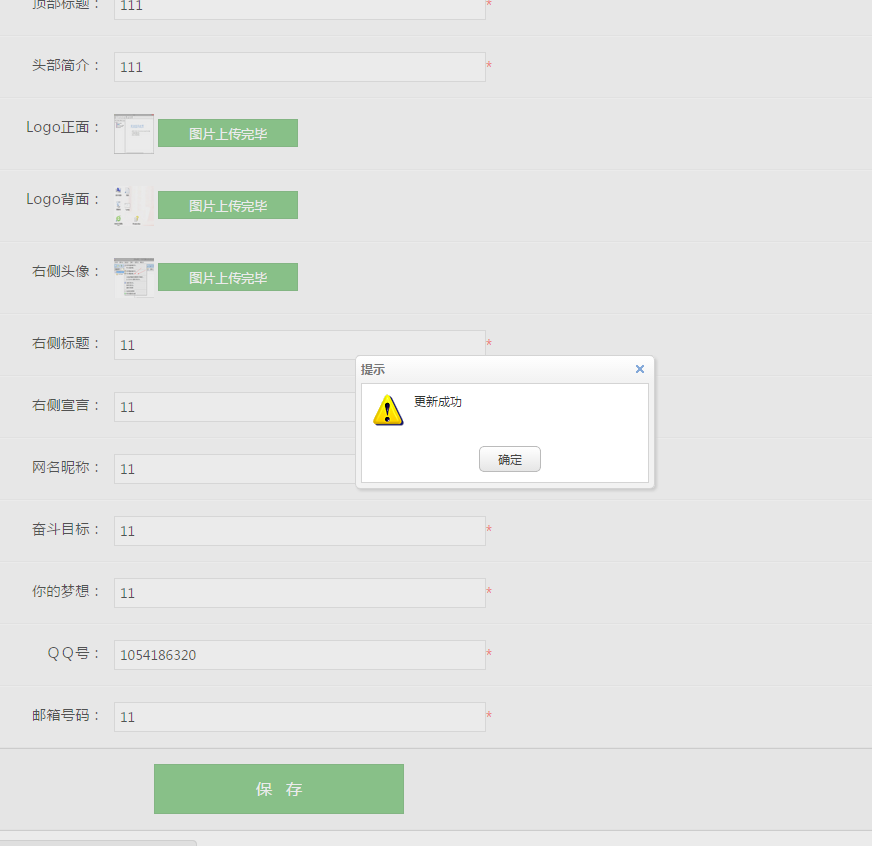 顶部标题： 111 *
头部简介： 111 *
Logo正面： 图片上传完毕
Logo背面： 图片上传完毕
右侧头像： 图片上传完毕
右侧标题： 11 *
提示
右侧宣言： 11
更新成功
确定
网名昵称： 11
奋斗目标： 11 *
你的梦想： 11 *
ＱＱ号： 1054186320 *
邮箱号码： 11 *
保 存